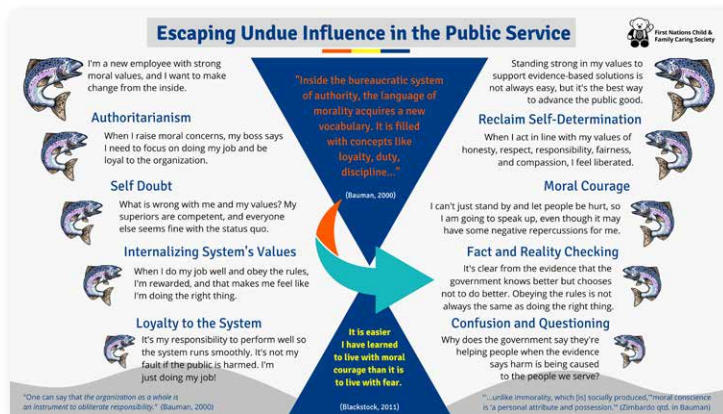 Escaping Undue Influence in the Public Service
First Nations Child &
Family Caring Society
I'm a new employee with strong
moral values, and I want to make
change from the inside.
Authoritarianism
When I raise moral concerns, my boss says
I need to focus on doing my job and be
loyal to the organization.
Self Doubt
What is wrong with me and my values? My
superiors are competent, and everyone
else seems fine with the status quo.
Internalizing System's Values
When I do my job well and obey the rules,
I'm rewarded, and that makes me feel like
I'm doing the right thing.
Loyalty to the System
It's my responsibility to perform well so
the system runs smoothly. It's not my
fault if the public is harmed. I'm
just doing my job!
"One can say that the organization as a whole is
an instrument to obliterate responsibility." (Bauman, 2000)
"Inside the bureaucratic system
of authority, the language of
morality acquires a new
vocabulary. It is filled
with concepts like
loyalty, duty,
discipline..."
(Bauman, 2000)
It is easier
I have learned
to live with moral
courage than it is
to live with fear.
(Blackstock, 2011)
Standing strong in my values to
support evidence-based solutions is
not always easy, but it's the best way
to advance the public good.
Reclaim Self-Determination
When I act in line with my values of
honesty, respect, responsibility, fairness,
and compassion, I feel liberated.
Moral Courage
I can't just stand by and let people be hurt, so
I am going to speak up, even though it may
have some negative repercussions for me.
Fact and Reality Checking
It's clear from the evidence that the
government knows better but chooses
not to do better. Obeying the rules is not
always the same as doing the right thing.
Confusion and Questioning
Why does the government say they're
helping people when the evidence
says harm is being caused
to the people we serve?
"...unlike immorality, which [is] socially produced,"moral conscience
is 'a personal attribute and possession.'" (Zimbardo qtd. in Bauman)